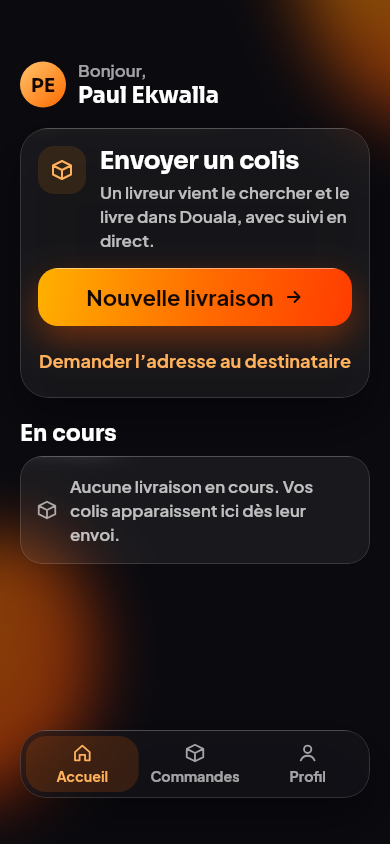 PE
Bonjour,
Paul Ekwalla
Envoyer un colis
Un livreur vient le chercher et le
livre dans Douala, avec suivi en
direct.
Nouvelle livraison →
Demander l’adresse au destinataire
En cours
Aucune livraison en cours. Vos
colis apparaissent ici dès leur
envoi.
Accueil
Commandes
Profil